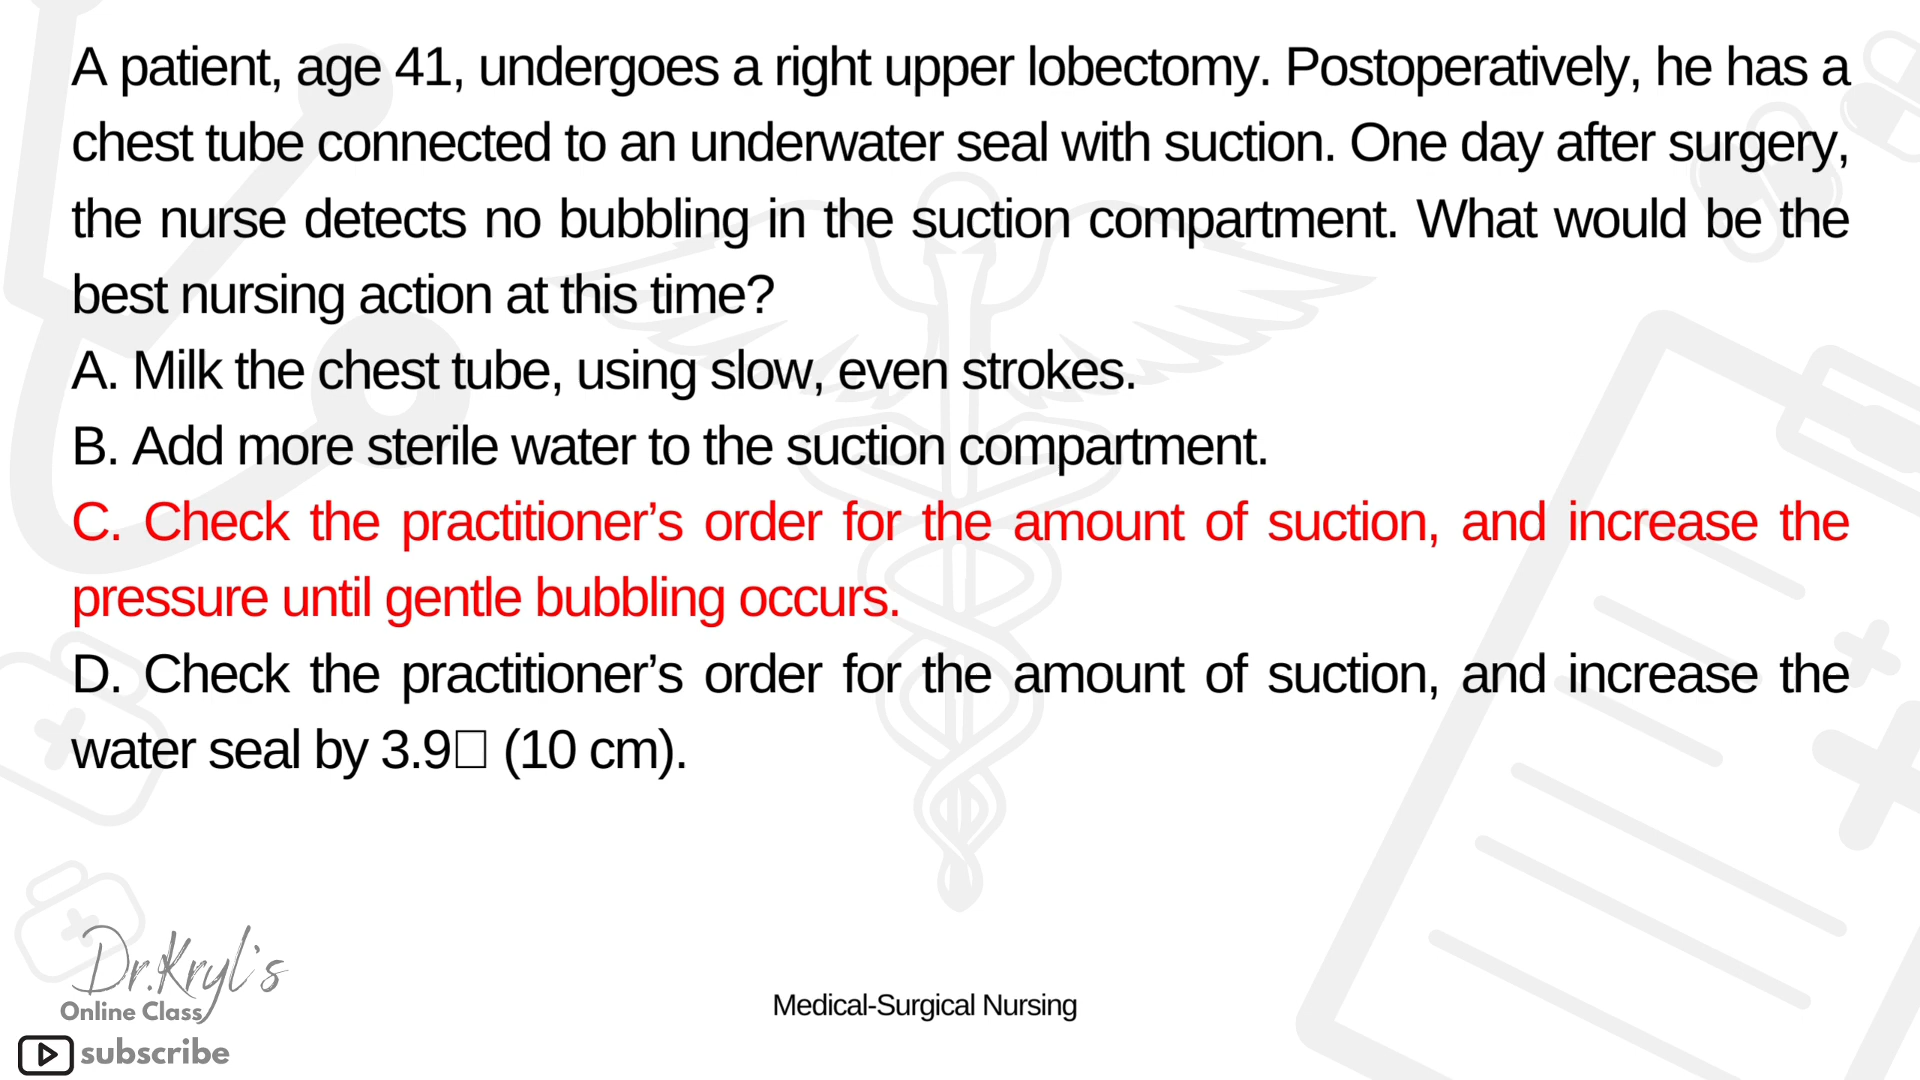 A patient, age 41, undergoes a right upper lobectomy. Postoperatively, he has a
chest tube connected to an underwater seal with suction. One day after surgery,
the nurse detects no bubbling in the suction compartment. What would be the
best nursing action at this time?
A. Milk the chest tube, using slow, even strokes.
B. Add more sterile water to the suction compartment.
C. Check the practitioner’s order for the amount of suction, and increase the
pressure until gentle bubbling occurs.
D. Check the practitioner’s order for the amount of suction, and increase the
water seal by 3.9□ (10 cm).
Dr.Kryl's
Online Class
subscribe
Medical-Surgical Nursing